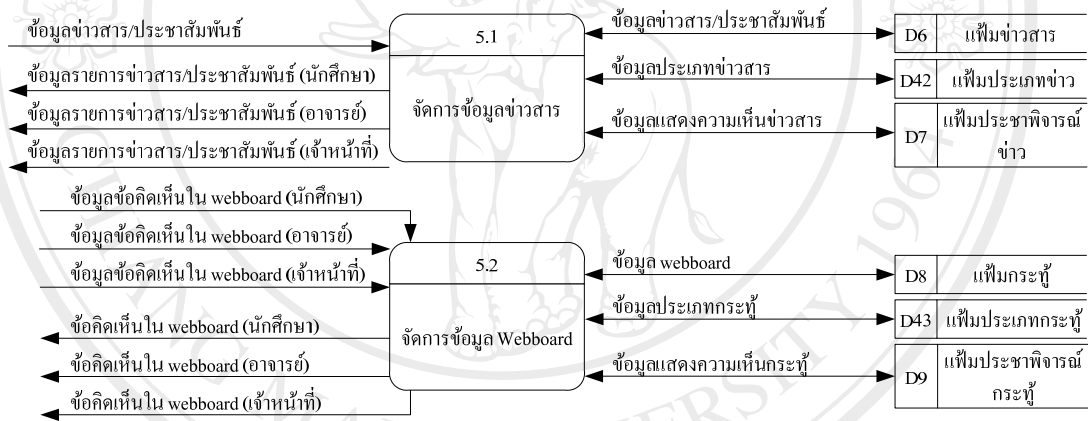 ข้อมูลข่าวสาร/ประชาสัมพันธ์
ข้อมูลรายการข่าวสาร/ประชาสัมพันธ์ (นักศึกษา)
ข้อมูลรายการข่าวสาร/ประชาสัมพันธ์ (อาจารย์)
ข้อมูลรายการข่าวสาร/ประชาสัมพันธ์ (เจ้าหน้าที่)
5.1
จัดการข้อมูลข่าวสาร
ข้อมูลข่าวสาร/ประชาสัมพันธ์
D6 แฟ้มข่าวสาร
ข้อมูลประเภทข่าวสาร
D42 แฟ้มประเภทข่าว
ข้อมูลแสดงความเห็นข่าวสาร
D7 แฟ้มประชาพิจารณ์
ข่าว
ข้อมูลข้อคิดเห็นใน webboard (นักศึกษา)
ข้อมูลข้อคิดเห็นใน webboard (อาจารย์)
ข้อมูลข้อคิดเห็นใน webboard (เจ้าหน้าที่)
ข้อคิดเห็นใน webboard (นักศึกษา)
ข้อคิดเห็นใน webboard (อาจารย์)
ข้อคิดเห็นใน webboard (เจ้าหน้าที่)
5.2
จัดการข้อมูล Webboard
ข้อมูล webboard
D8 แฟ้มกระทู้
ข้อมูลประเภทกระทู้
D43 แฟ้มประเภทกระทู้
ข้อมูลแสดงความเห็นกระทู้
D9 แฟ้มประชาพิจารณ์
กระทู้
CHIANG MAI UNIVERSITY 1964